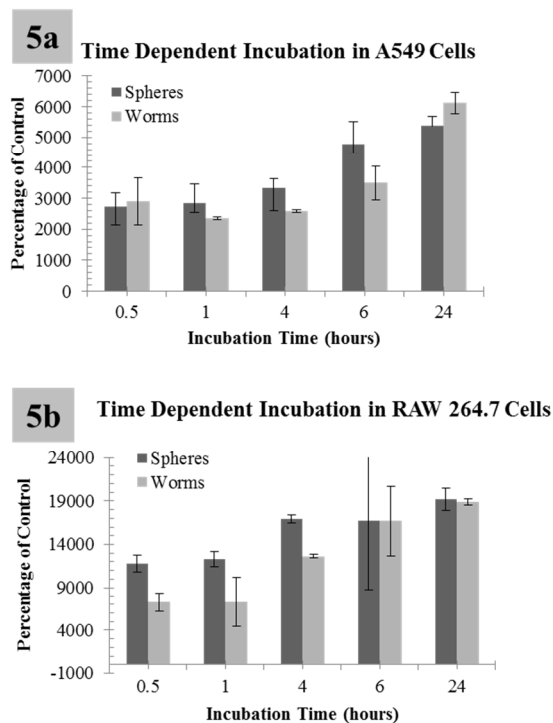 5a
Time Dependent Incubation in A549 Cells
Percentage of Control
7000
6000
5000
4000
3000
2000
1000
0
Spheres
Worms
0.5 1 4 6 24
Incubation Time (hours)
5b
Time Dependent Incubation in RAW 264.7 Cells
Percentage of Control
24000
19000
14000
9000
4000
-1000
Spheres
Worms
0.5 1 4 6 24
Incubation Time (hours)